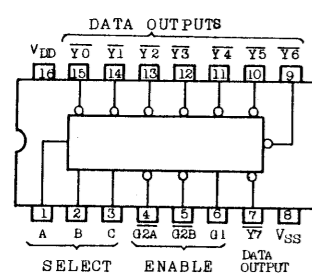 DATA OUTPUTS
VDD Y0 Y1 Y2 Y3 Y4 Y5 Y6
16 15 14 13 12 11 10 9
1 2 3 4 5 6 7 8
A B C G2A G2B G1 Y7 VSS
SELECT ENABLE DATA OUTPUT